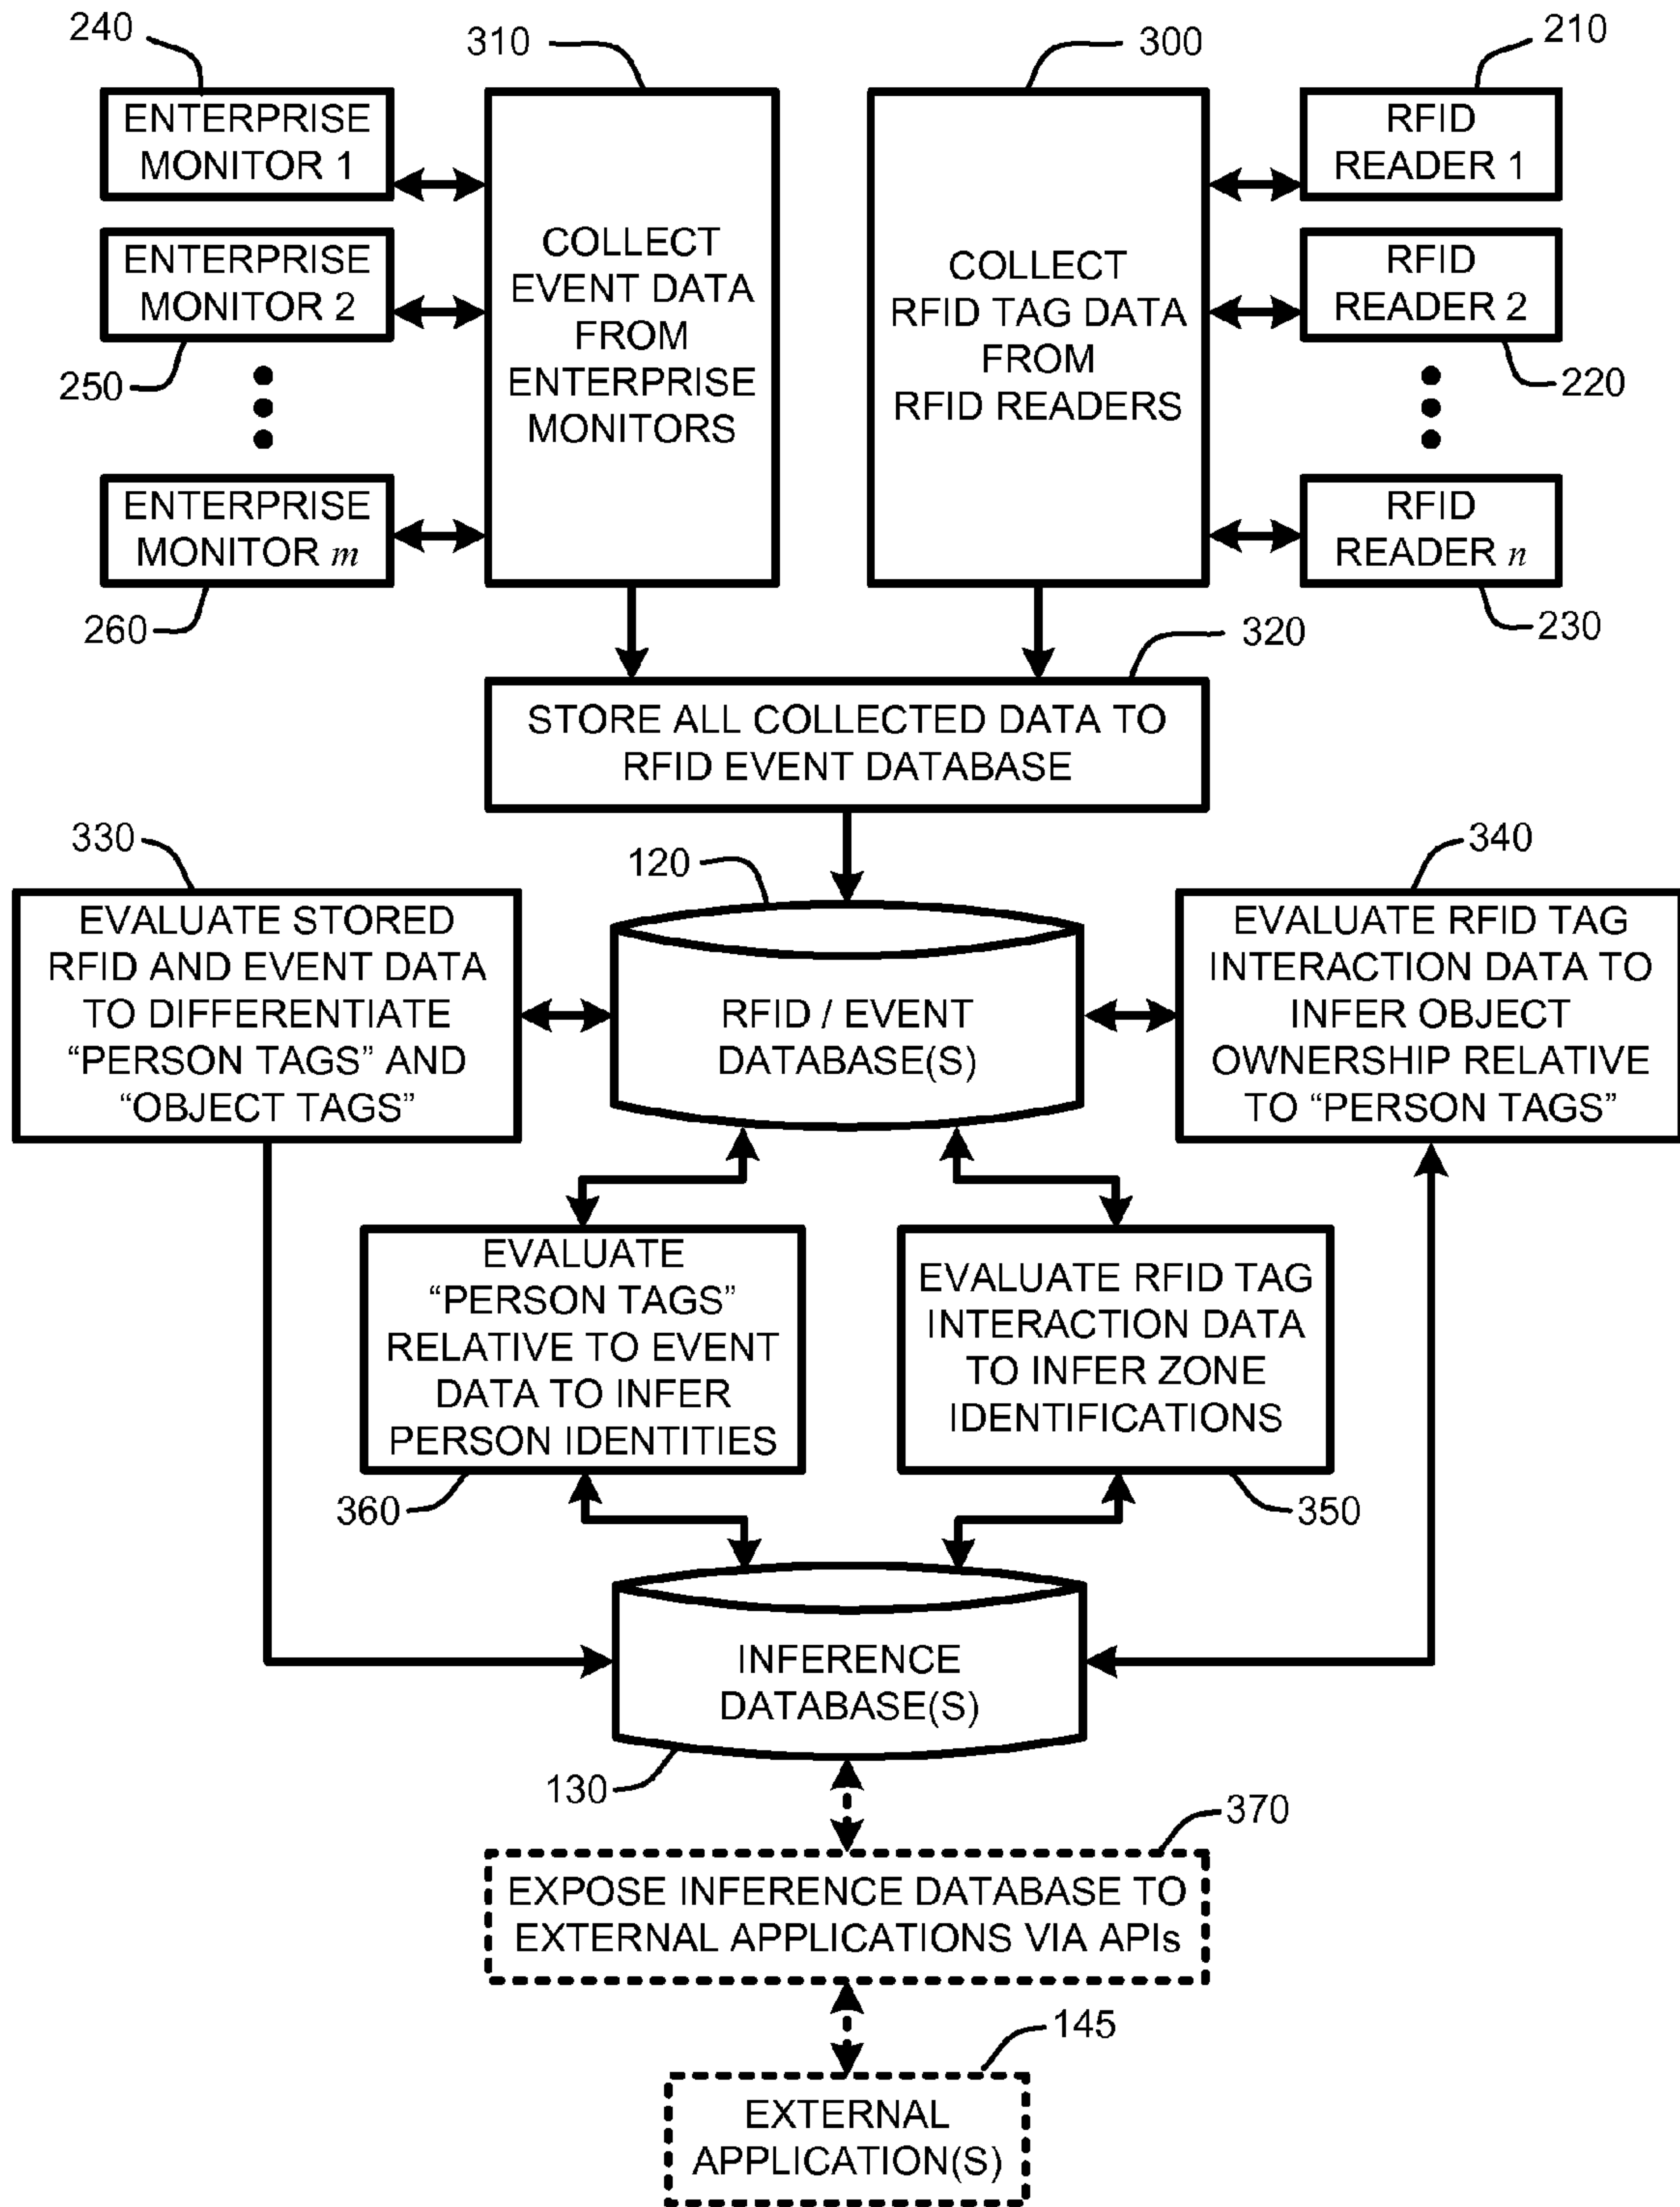 240
310
300
210
ENTERPRISE
MONITOR 1
ENTERPRISE
MONITOR 2
250
ENTERPRISE
MONITOR m
260
COLLECT
EVENT DATA
FROM
ENTERPRISE
MONITORS
COLLECT
RFID TAG DATA
FROM
RFID READERS
RFID
READER 1
RFID
READER 2
220
RFID
READER n
230
320
STORE ALL COLLECTED DATA TO
RFID EVENT DATABASE
330
120
340
EVALUATE STORED
RFID AND EVENT DATA
TO DIFFERENTIATE
“PERSON TAGS” AND
“OBJECT TAGS”
RFID / EVENT
DATABASE(S)
EVALUATE RFID TAG
INTERACTION DATA TO
INFER OBJECT
OWNERSHIP RELATIVE
TO “PERSON TAGS”
EVALUATE
“PERSON TAGS”
RELATIVE TO EVENT
DATA TO INFER
PERSON IDENTITIES
360
EVALUATE RFID TAG
INTERACTION DATA
TO INFER ZONE
IDENTIFICATIONS
350
INFERENCE
DATABASE(S)
130
370
EXPOSE INFERENCE DATABASE TO
EXTERNAL APPLICATIONS VIA APIs
145
EXTERNAL
APPLICATION(S)